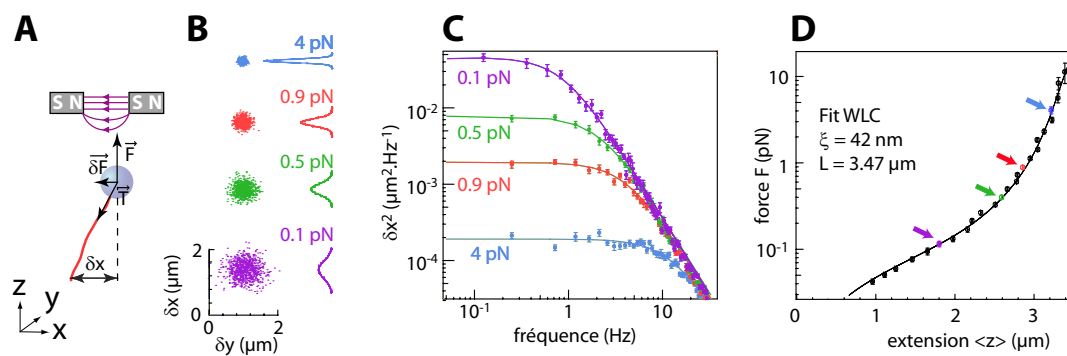 A
S N
S N
F
δF
T
δx
z
y
x
B
4 pN
0.9 pN
0.5 pN
0.1 pN
δx (μm)
2
1
0
0
2
δy (μm)
C
δx² (μm².Hz⁻¹)
10⁻²
10⁻³
10⁻⁴
0.1 pN
0.5 pN
0.9 pN
4 pN
10⁻¹
1
10
fréquence (Hz)
D
force F (pN)
10
1
10⁻¹
Fit WLC
ξ = 42 nm
L = 3.47 μm
1
2
3
extension <z> (μm)